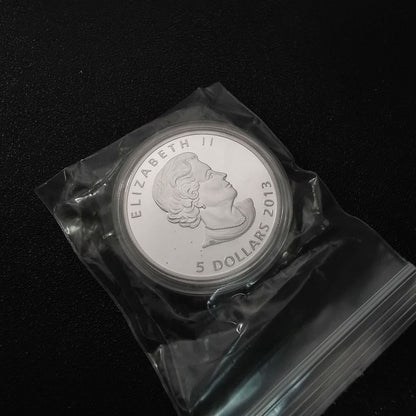 ELIZABETH II
5 DOLLARS 2013